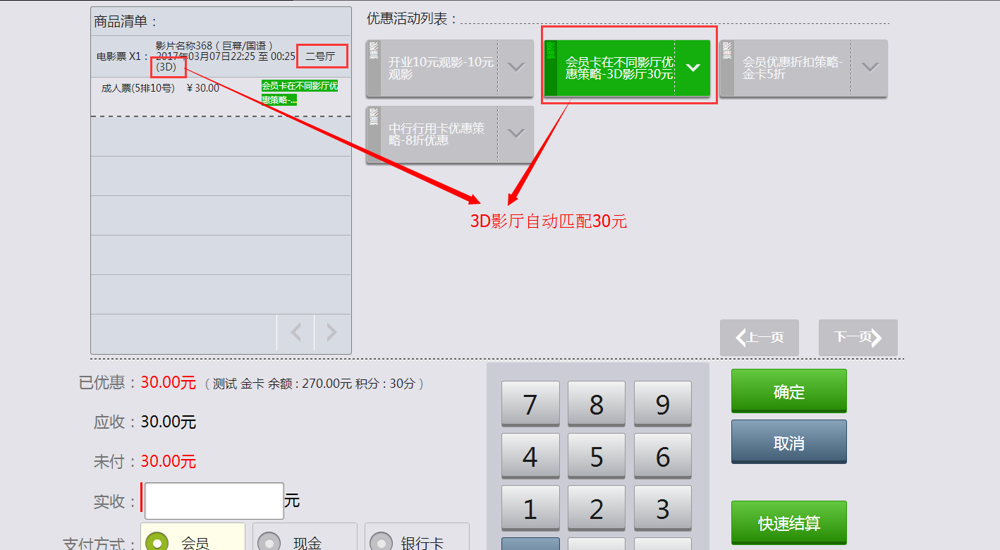 商品清单：
电影票 X1：
影片名称368（巨幕/国语）
2017年03月07日22:25 至 00:25
(3D)
二号厅
成人票(5排10号)
￥30.00
会员卡在不同影厅优
惠策略-...
优惠活动列表：
影票
开业10元观影-10元
观影
影票
会员卡在不同影厅优
惠策略-3D影厅30元
影票
会员优惠折扣策略-
金卡5折
影票
中行行用卡优惠策
略-8折优惠
3D影厅自动匹配30元
上一页
下一页
已优惠：30.00元（测试 金卡 余额：270.00元 积分：30分）
应收：30.00元
未付：30.00元
实收：
元
支付方式：
会员
现金
银行卡
7 8 9
4 5 6
1 2 3
确定
取消
快速结算